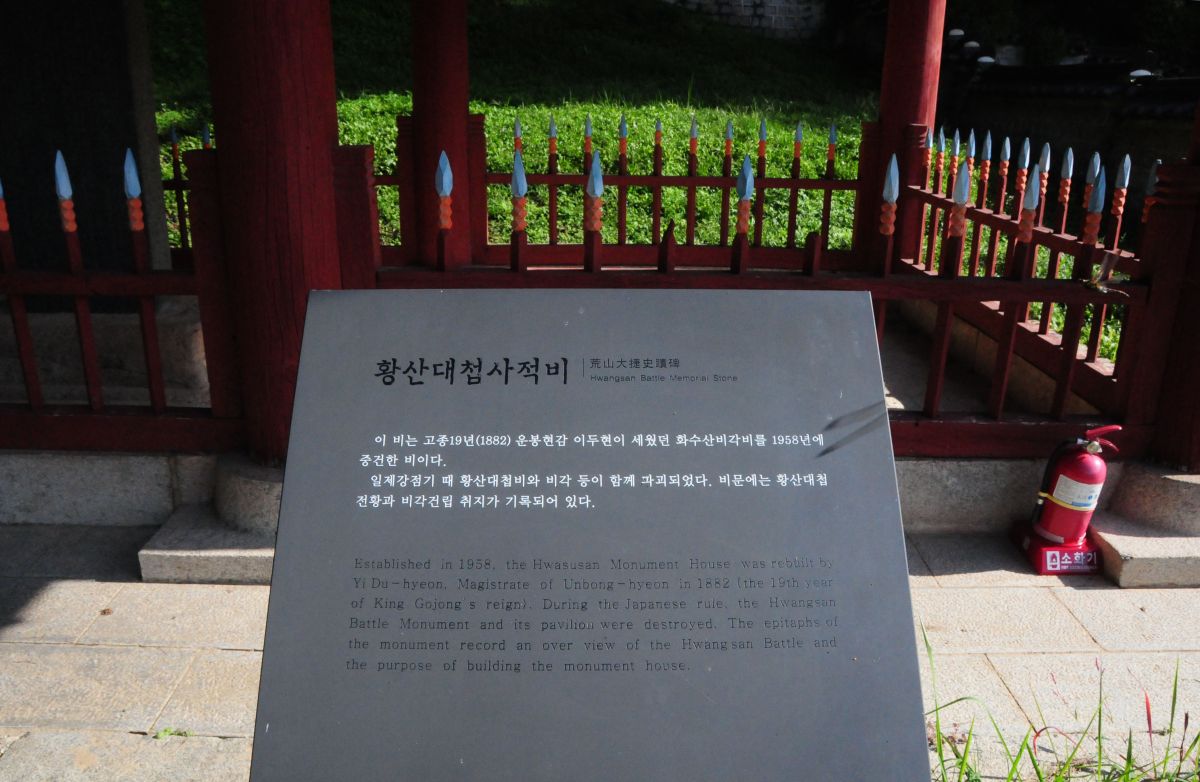 황산대첩사적비
荒山大捷史蹟碑
Hwangsan Battle Memorial Stone
이 비는 고종19년(1882) 운봉현감 이두현이 세웠던 화수산비각비를 1958년에
중건한 비이다.
일제강점기 때 황산대첩비와 비각 등이 함께 파괴되었다. 비문에는 황산대첩
전황과 비각건립 취지가 기록되어 있다.
Established in 1958, the Hwasusan Monument House was rebuilt by
Yi Du-hyeon, Magistrate of Unbong-hyeon in 1882 (the 19th year
of King Gojong's reign). During the Japanese rule, the Hwangsan
Battle Monument and its pavilion were destroyed. The epitaphs of
the monument record an over view of the Hwangsan Battle and
the purpose of building the monument house.
소화기